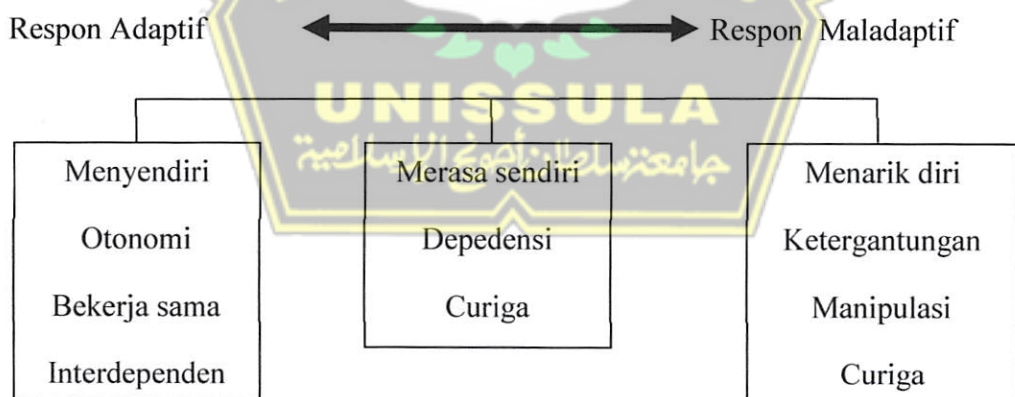 Respon Adaptif
Respon Maladaptif
UNISSULA
جامعة سلطان أجونج الإسلامية
Menyendiri
Otonomi
Bekerja sama
Interdependen
Merasa sendiri
Depedensi
Curiga
Menarik diri
Ketergantungan
Manipulasi
Curiga